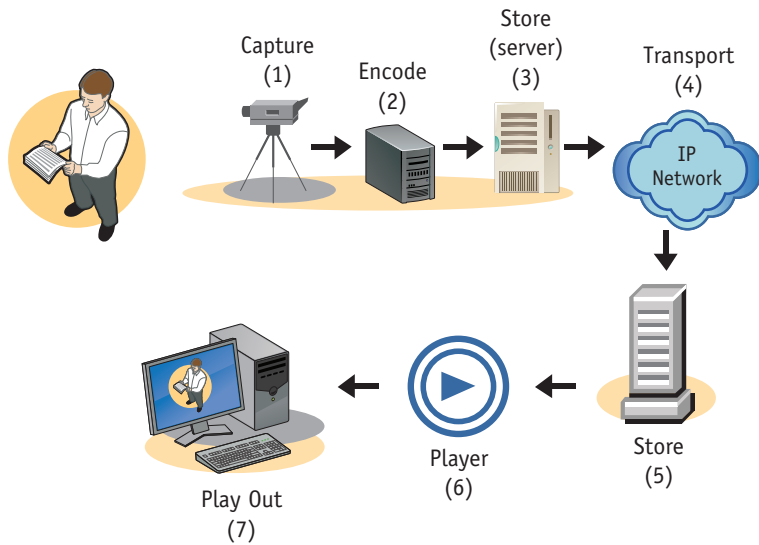 Capture
(1)
Encode
(2)
Store
(server)
(3)
Transport
(4)
IP
Network
Store
(5)
Player
(6)
Play Out
(7)